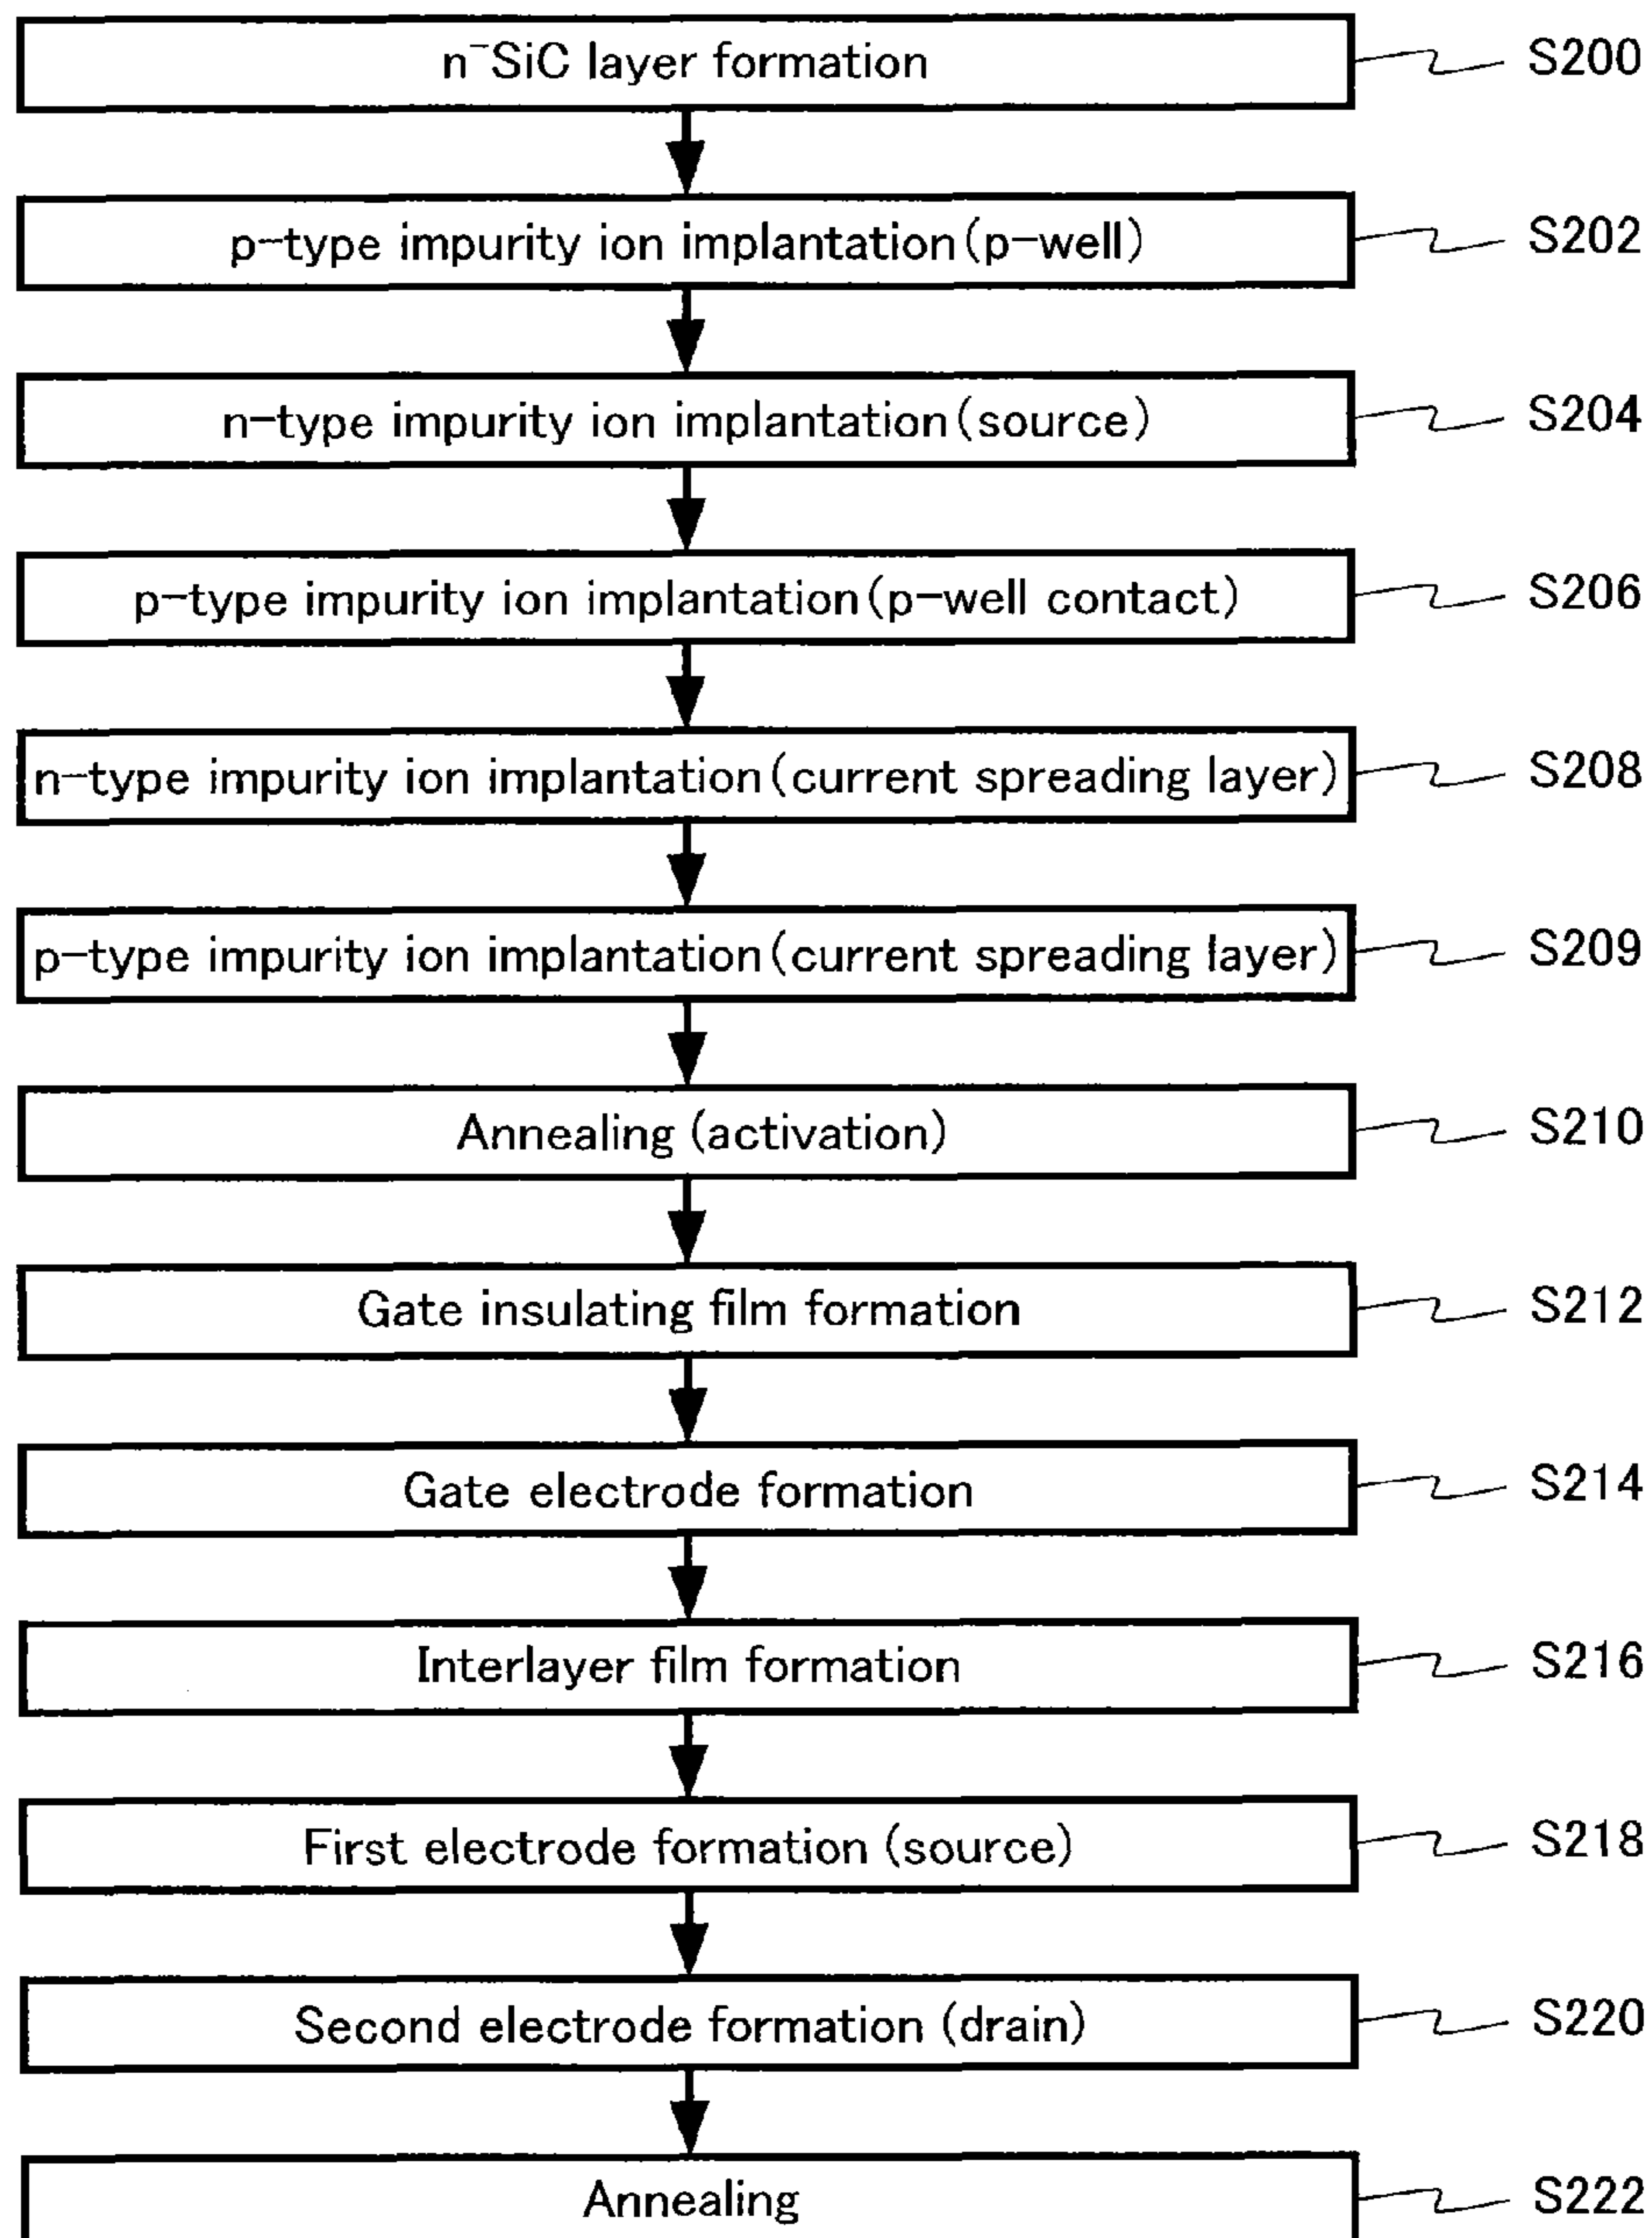 n⁻SiC layer formation S200
p-type impurity ion implantation(p-well) S202
n-type impurity ion implantation(source) S204
p-type impurity ion implantation(p-well contact) S206
n-type impurity ion implantation(current spreading layer) S208
p-type impurity ion implantation(current spreading layer) S209
Annealing (activation) S210
Gate insulating film formation S212
Gate electrode formation S214
Interlayer film formation S216
First electrode formation (source) S218
Second electrode formation (drain) S220
Annealing S222